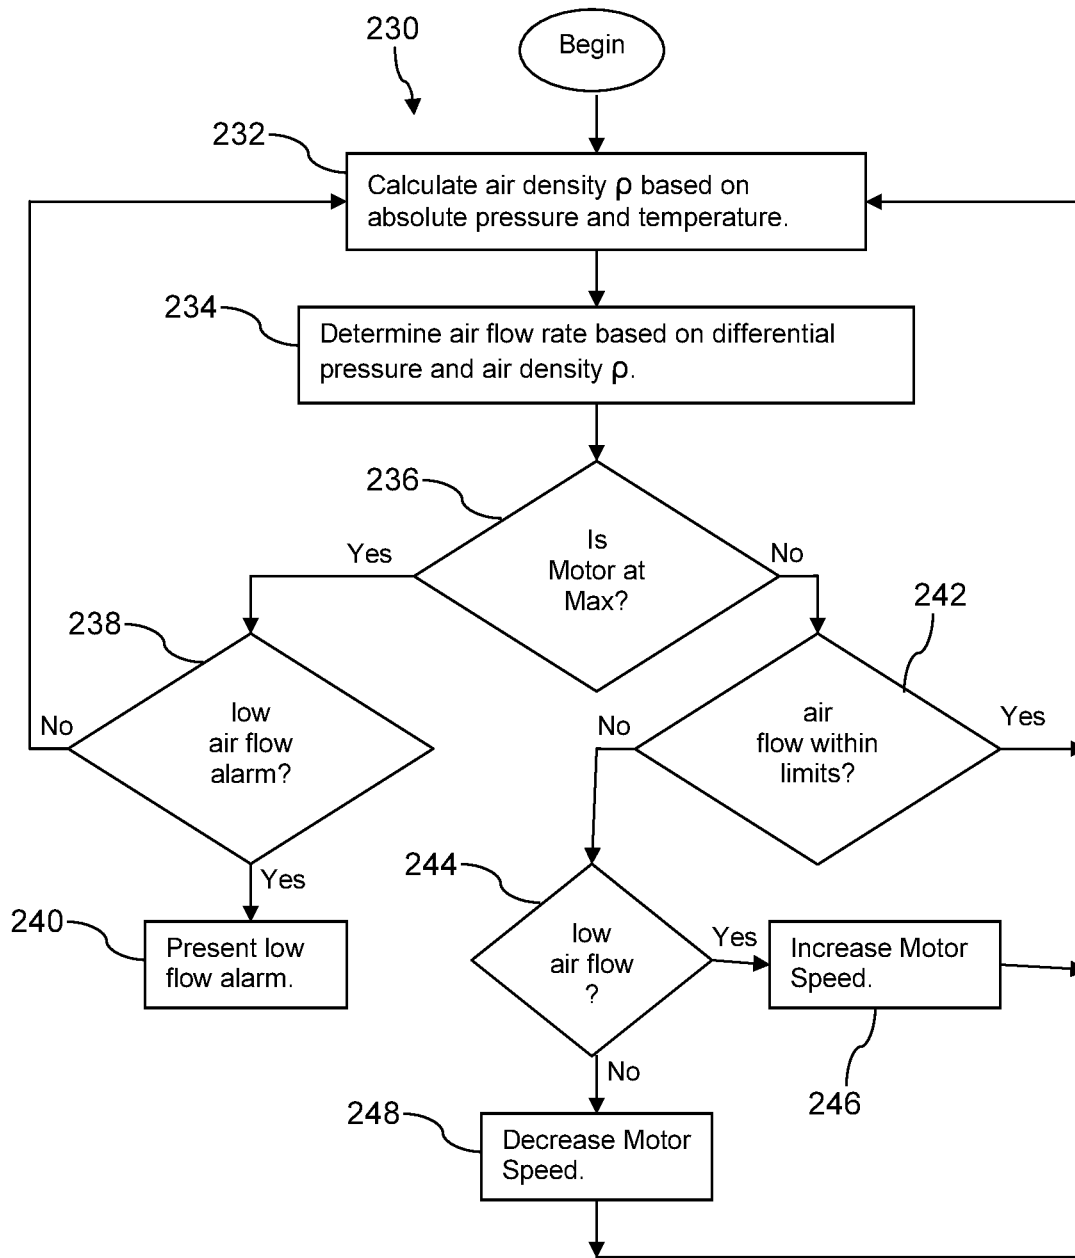 230
Begin
232
Calculate air density ρ based on
absolute pressure and temperature.
234
Determine air flow rate based on differential
pressure and air density ρ.
236
Is
Motor at
Max?
Yes
No
238
low
air flow
alarm?
No
Yes
240
Present low
flow alarm.
242
air
flow within
limits?
No
Yes
244
low
air flow
?
Yes
No
Increase Motor
Speed.
246
248
Decrease Motor
Speed.